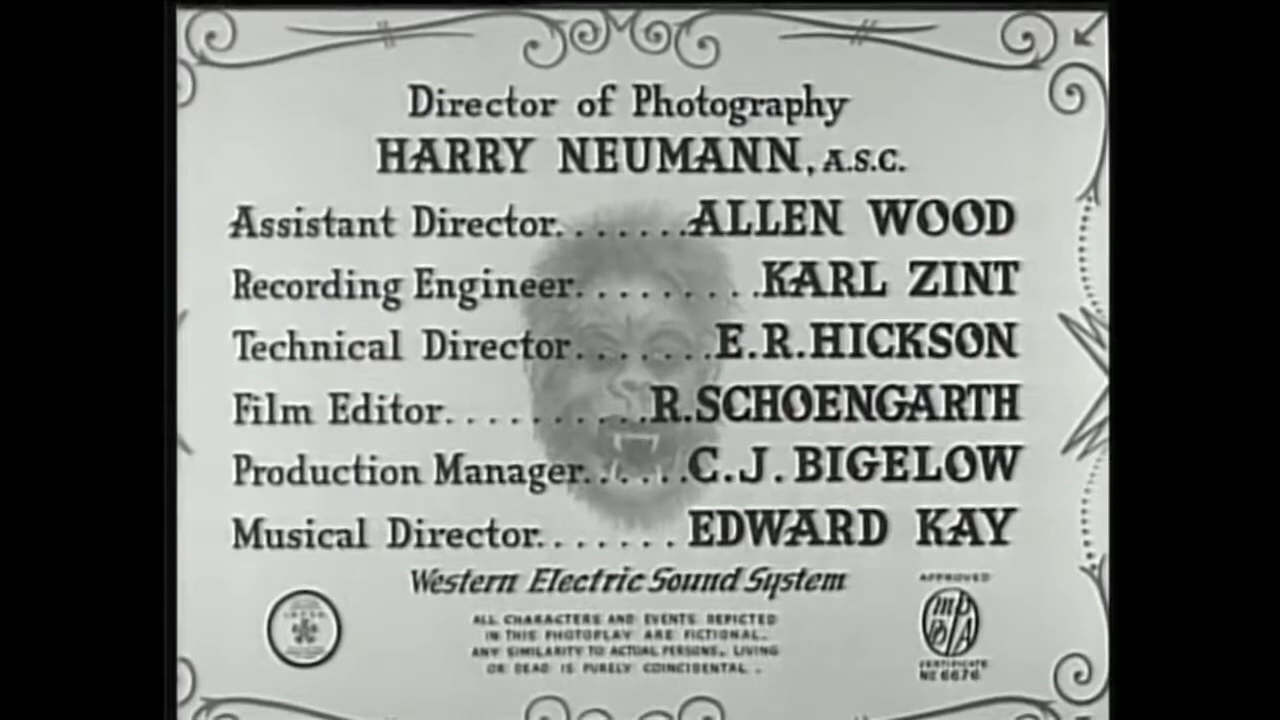 Director of Photography
HARRY NEUMANN, A.S.C.
Assistant Director.......ALLEN WOOD
Recording Engineer.........KARL ZINT
Technical Director.......E.R.HICKSON
Film Editor..........R.SCHOENGARTH
Production Manager......C.J.BIGELOW
Musical Director.......EDWARD KAY
Western Electric Sound System
ALL CHARACTERS AND EVENTS DEPICTED
IN THIS PHOTOPLAY ARE FICTIONAL.
ANY SIMILARITY TO ACTUAL PERSONS, LIVING
OR DEAD IS PURELY COINCIDENTAL.
APPROVED
MPPDA
CERTIFICATE
No 6676